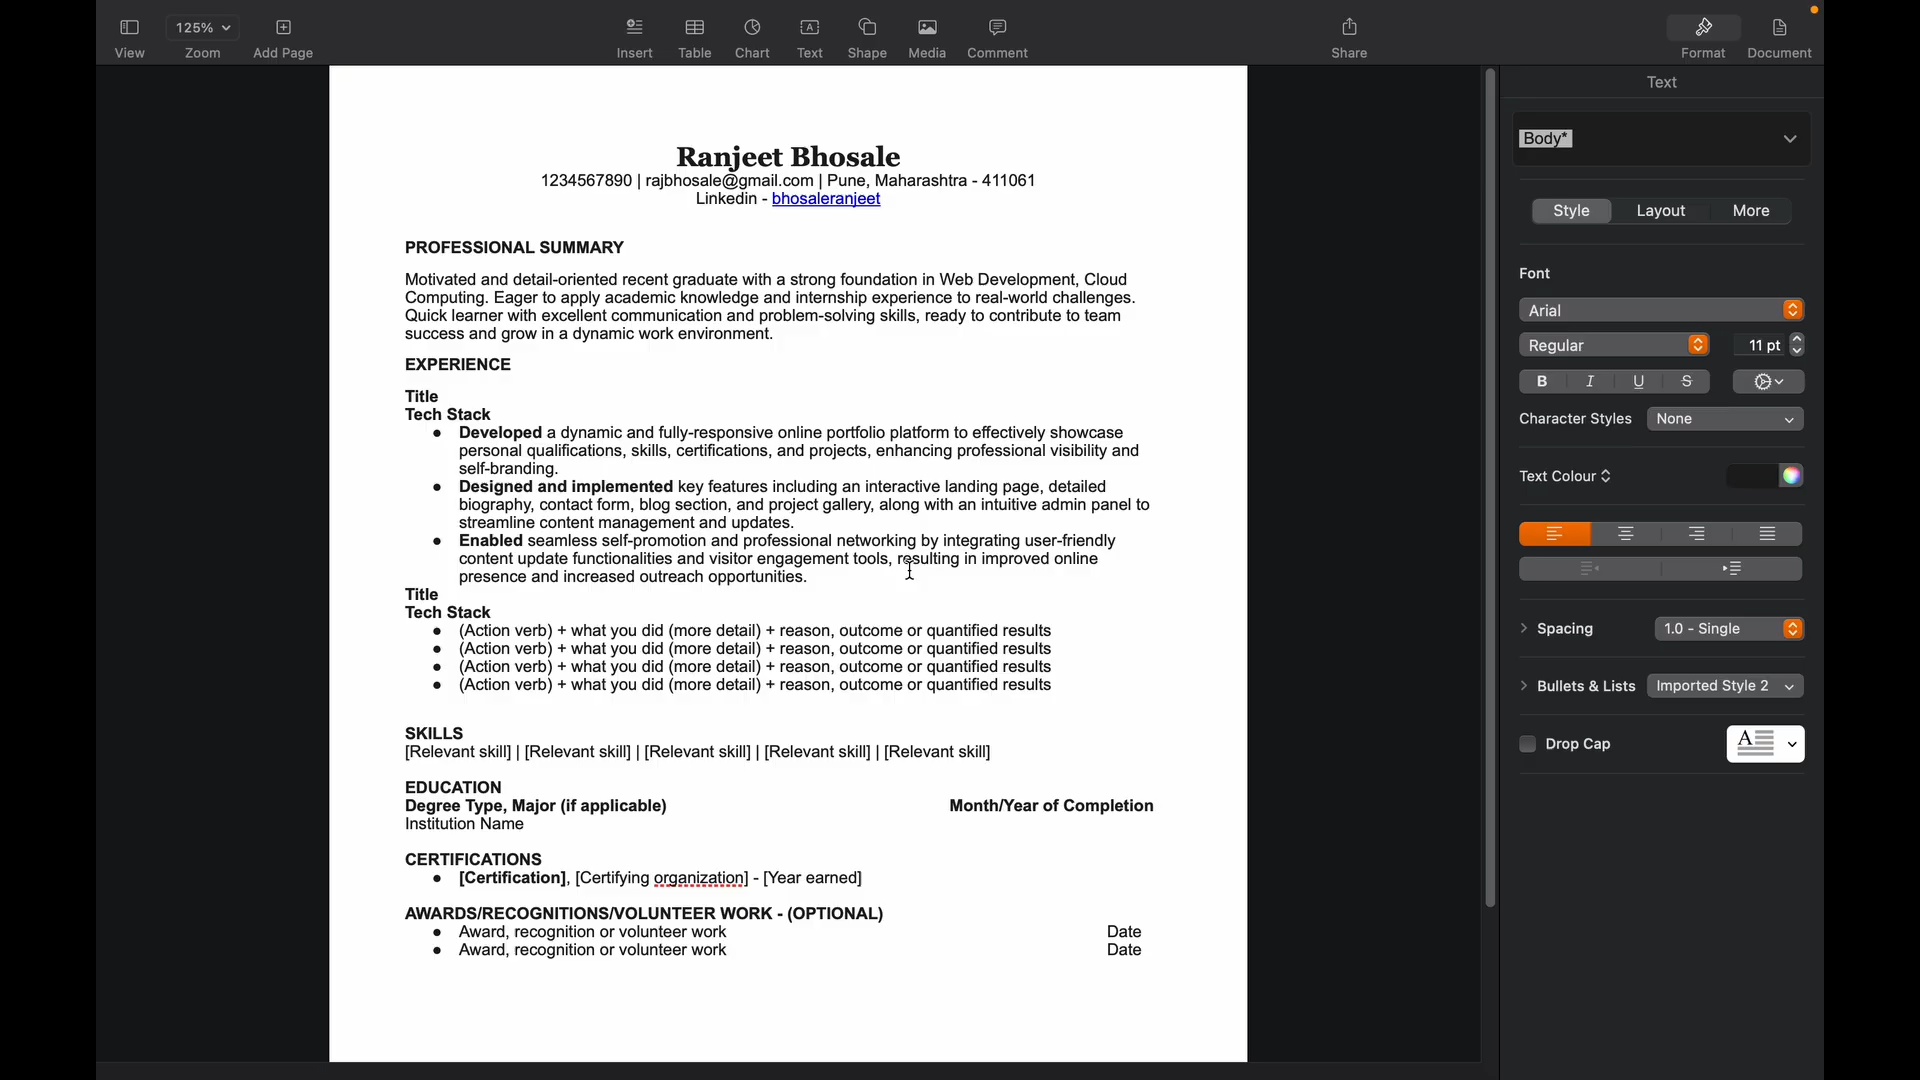 View
125%
Zoom
Add Page
Insert
Table
Chart
Text
Shape
Media
Comment
Share
Format
Document
Ranjeet Bhosale
1234567890 | rajbhosale@gmail.com | Pune, Maharashtra - 411061
Linkedin - bhosaleranjeet
PROFESSIONAL SUMMARY
Motivated and detail-oriented recent graduate with a strong foundation in Web Development, Cloud
Computing. Eager to apply academic knowledge and internship experience to real-world challenges.
Quick learner with excellent communication and problem-solving skills, ready to contribute to team
success and grow in a dynamic work environment.
EXPERIENCE
Title
Tech Stack
● Developed a dynamic and fully-responsive online portfolio platform to effectively showcase
personal qualifications, skills, certifications, and projects, enhancing professional visibility and
self-branding.
● Designed and implemented key features including an interactive landing page, detailed
biography, contact form, blog section, and project gallery, along with an intuitive admin panel to
streamline content management and updates.
● Enabled seamless self-promotion and professional networking by integrating user-friendly
content update functionalities and visitor engagement tools, resulting in improved online
presence and increased outreach opportunities.
Title
Tech Stack
● (Action verb) + what you did (more detail) + reason, outcome or quantified results
● (Action verb) + what you did (more detail) + reason, outcome or quantified results
● (Action verb) + what you did (more detail) + reason, outcome or quantified results
● (Action verb) + what you did (more detail) + reason, outcome or quantified results
SKILLS
[Relevant skill] | [Relevant skill] | [Relevant skill] | [Relevant skill] | [Relevant skill]
EDUCATION
Degree Type, Major (if applicable) Month/Year of Completion
Institution Name
CERTIFICATIONS
● [Certification], [Certifying organization] - [Year earned]
AWARDS/RECOGNITIONS/VOLUNTEER WORK - (OPTIONAL)
● Award, recognition or volunteer work Date
● Award, recognition or volunteer work Date
Text
Body*
Style Layout More
Font
Arial
Regular 11 pt
B I U S
Character Styles None
Text Colour
Spacing 1.0 - Single
Bullets & Lists Imported Style 2
Drop Cap A